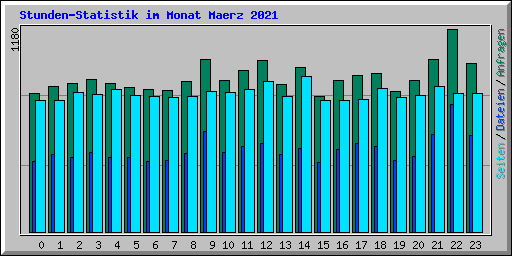 Stunden-Statistik im Monat Maerz 2021
1180
Seiten / Dateien / Anfragen
0 1 2 3 4 5 6 7 8 9 10 11 12 13 14 15 16 17 18 19 20 21 22 23